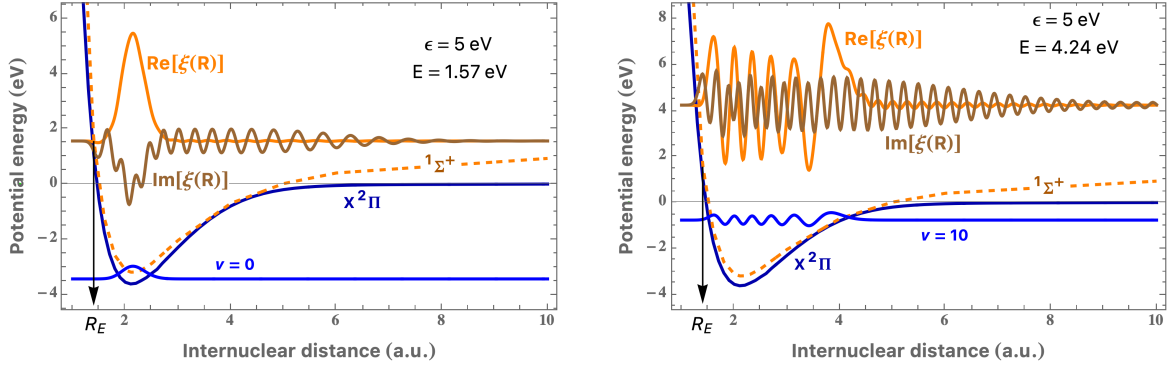 6
4
2
0
−2
−4
Potential energy (eV)
ϵ = 5 eV
E = 1.57 eV
Re[ξ(R)]
Im[ξ(R)]
¹Σ⁺
X ²Π
v = 0
2
4
6
8
10
R_E
Internuclear distance (a.u.)
8
6
4
2
0
−2
−4
Potential energy (eV)
ϵ = 5 eV
E = 4.24 eV
Re[ξ(R)]
Im[ξ(R)]
¹Σ⁺
v = 10
X ²Π
2
4
6
8
10
R_E
Internuclear distance (a.u.)